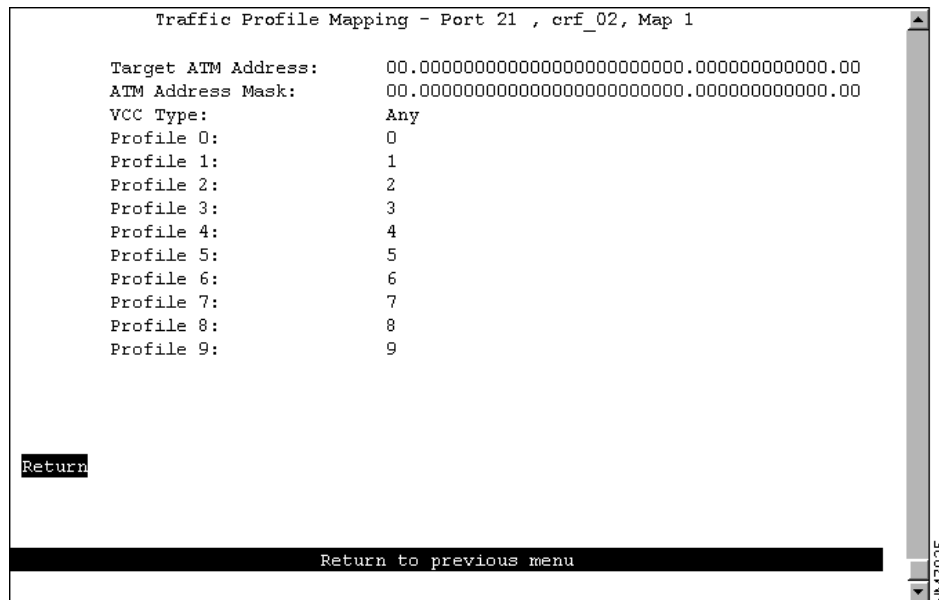 Traffic Profile Mapping - Port 21 , crf_02, Map 1
Target ATM Address: 00.00000000000000000000000000.000000000000.00
ATM Address Mask: 00.00000000000000000000000000.000000000000.00
VCC Type: Any
Profile 0: 0
Profile 1: 1
Profile 2: 2
Profile 3: 3
Profile 4: 4
Profile 5: 5
Profile 6: 6
Profile 7: 7
Profile 8: 8
Profile 9: 9
Return
Return to previous menu